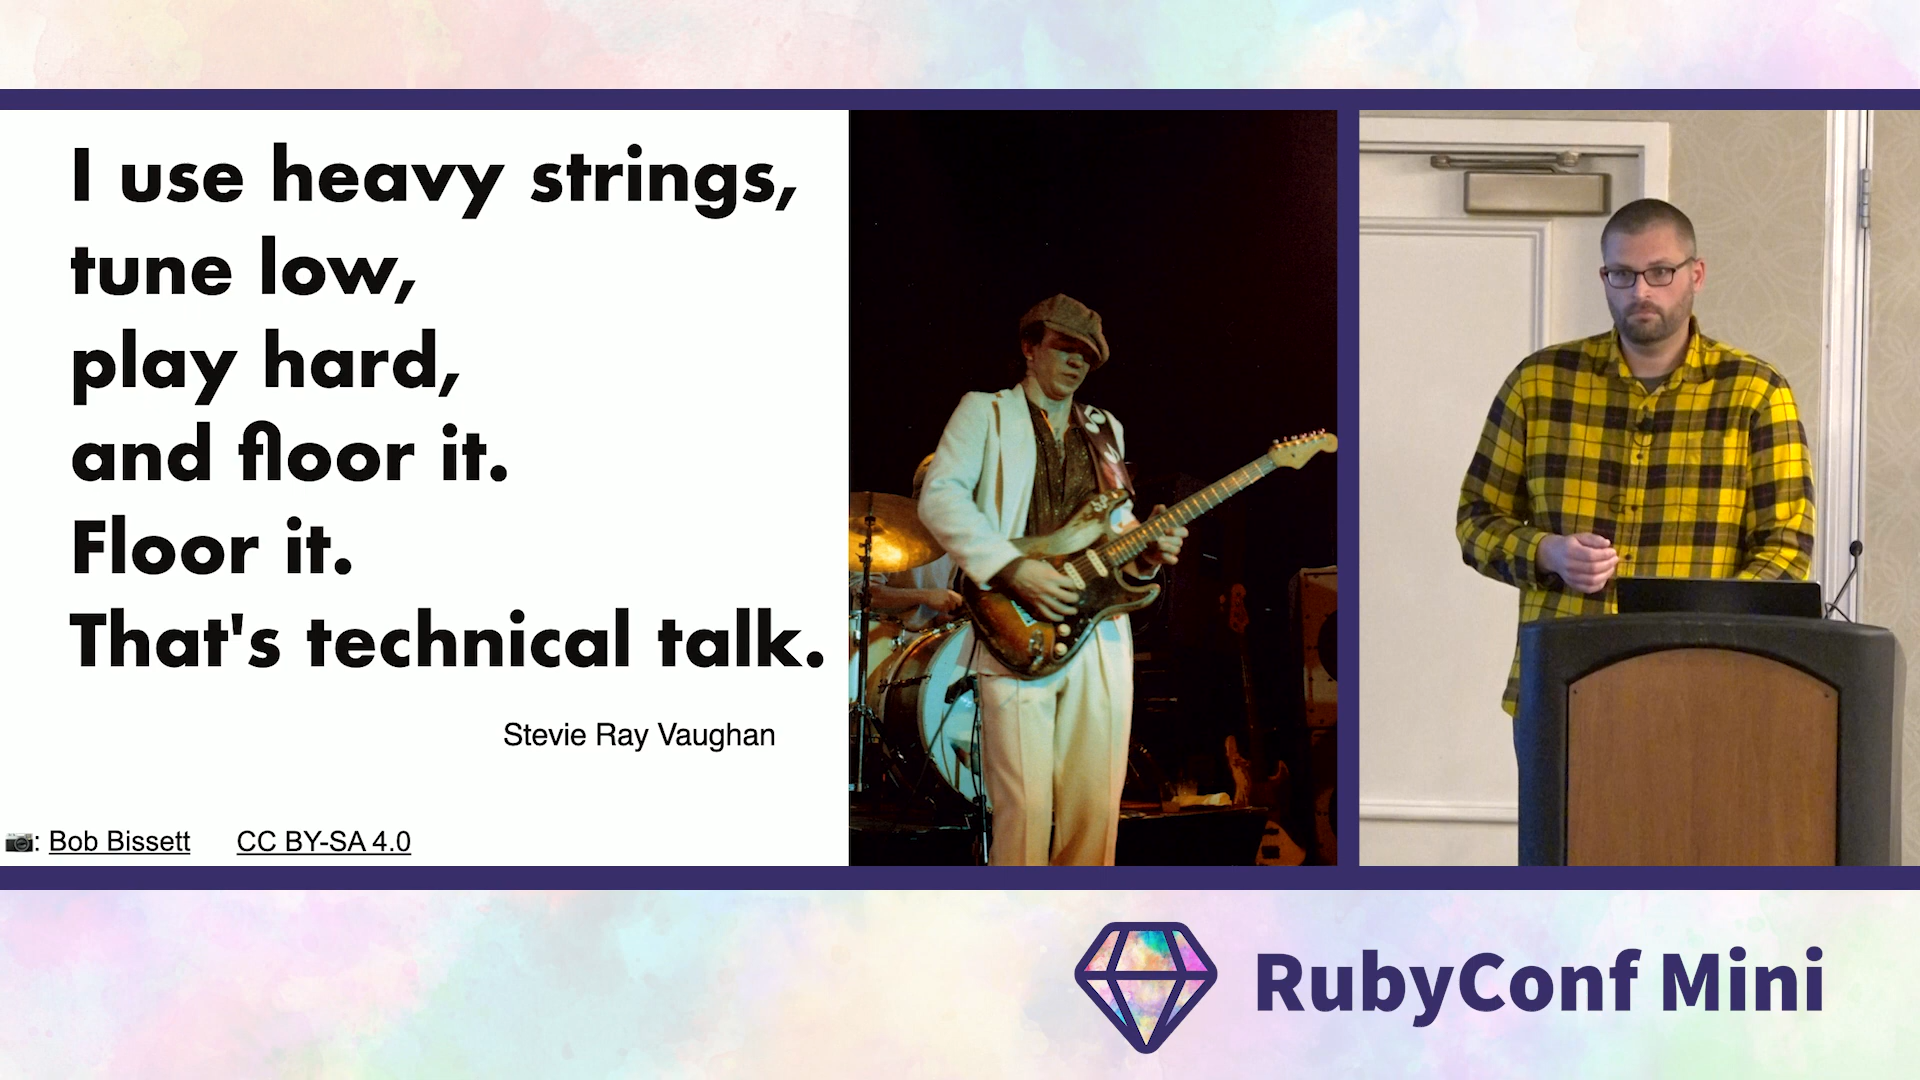 I use heavy strings,
tune low,
play hard,
and floor it.
Floor it.
That's technical talk.
Stevie Ray Vaughan
📷: Bob Bissett CC BY-SA 4.0
RubyConf Mini